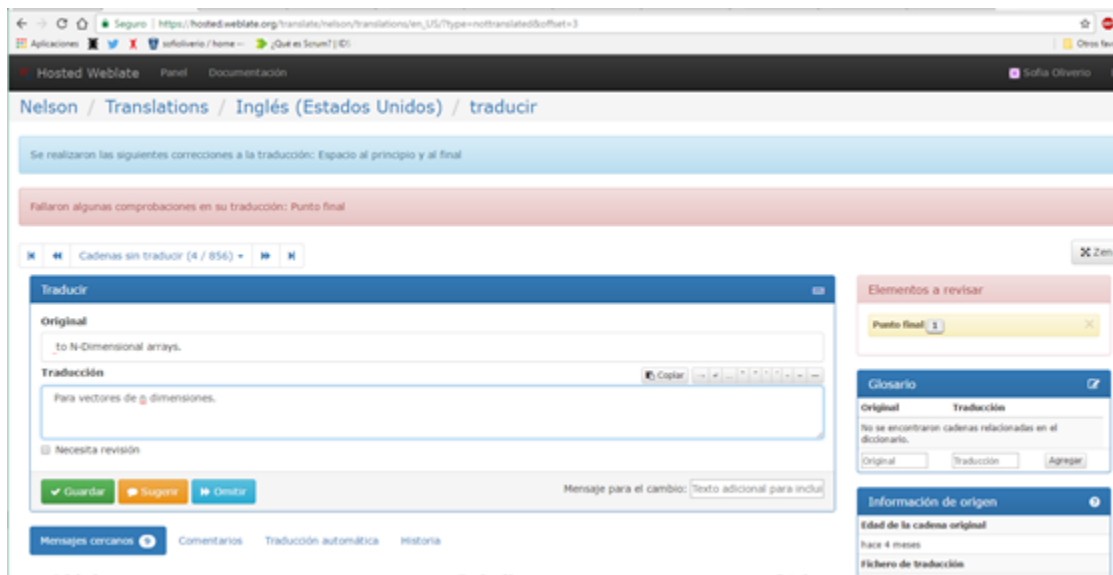 Seguro | https://hosted.weblate.org/translate/nelson/translations/en_US/?type=nottranslated&offset=3
Aplicaciones sofioliverio / home — ¿Qué es Scrum? | (DS Otros fav
Hosted Weblate Panel Documentación Sofia Oliverio
Nelson / Translations / Inglés (Estados Unidos) / traducir
Se realizaron las siguientes correcciones a la traducción: Espacio al principio y al final
Fallaron algunas comprobaciones en su traducción: Punto final
Cadenas sin traducir (4 / 856)
Zen
Traducir
Original
to N-Dimensional arrays.
Traducción
Copiar
Para vectores de n dimensiones.
Necesita revisión
Guardar Sugerir Omitir Mensaje para el cambio: Texto adicional para inclui
Mensajes cercanos 9 Comentarios Traducción automática Historia
Elementos a revisar
Punto final 1
Glosario
Original Traducción
No se encontraron cadenas relacionadas en el
diccionario.
Original Traducción Agregar
Información de origen
Edad de la cadena original
hace 4 meses
Fichero de traducción